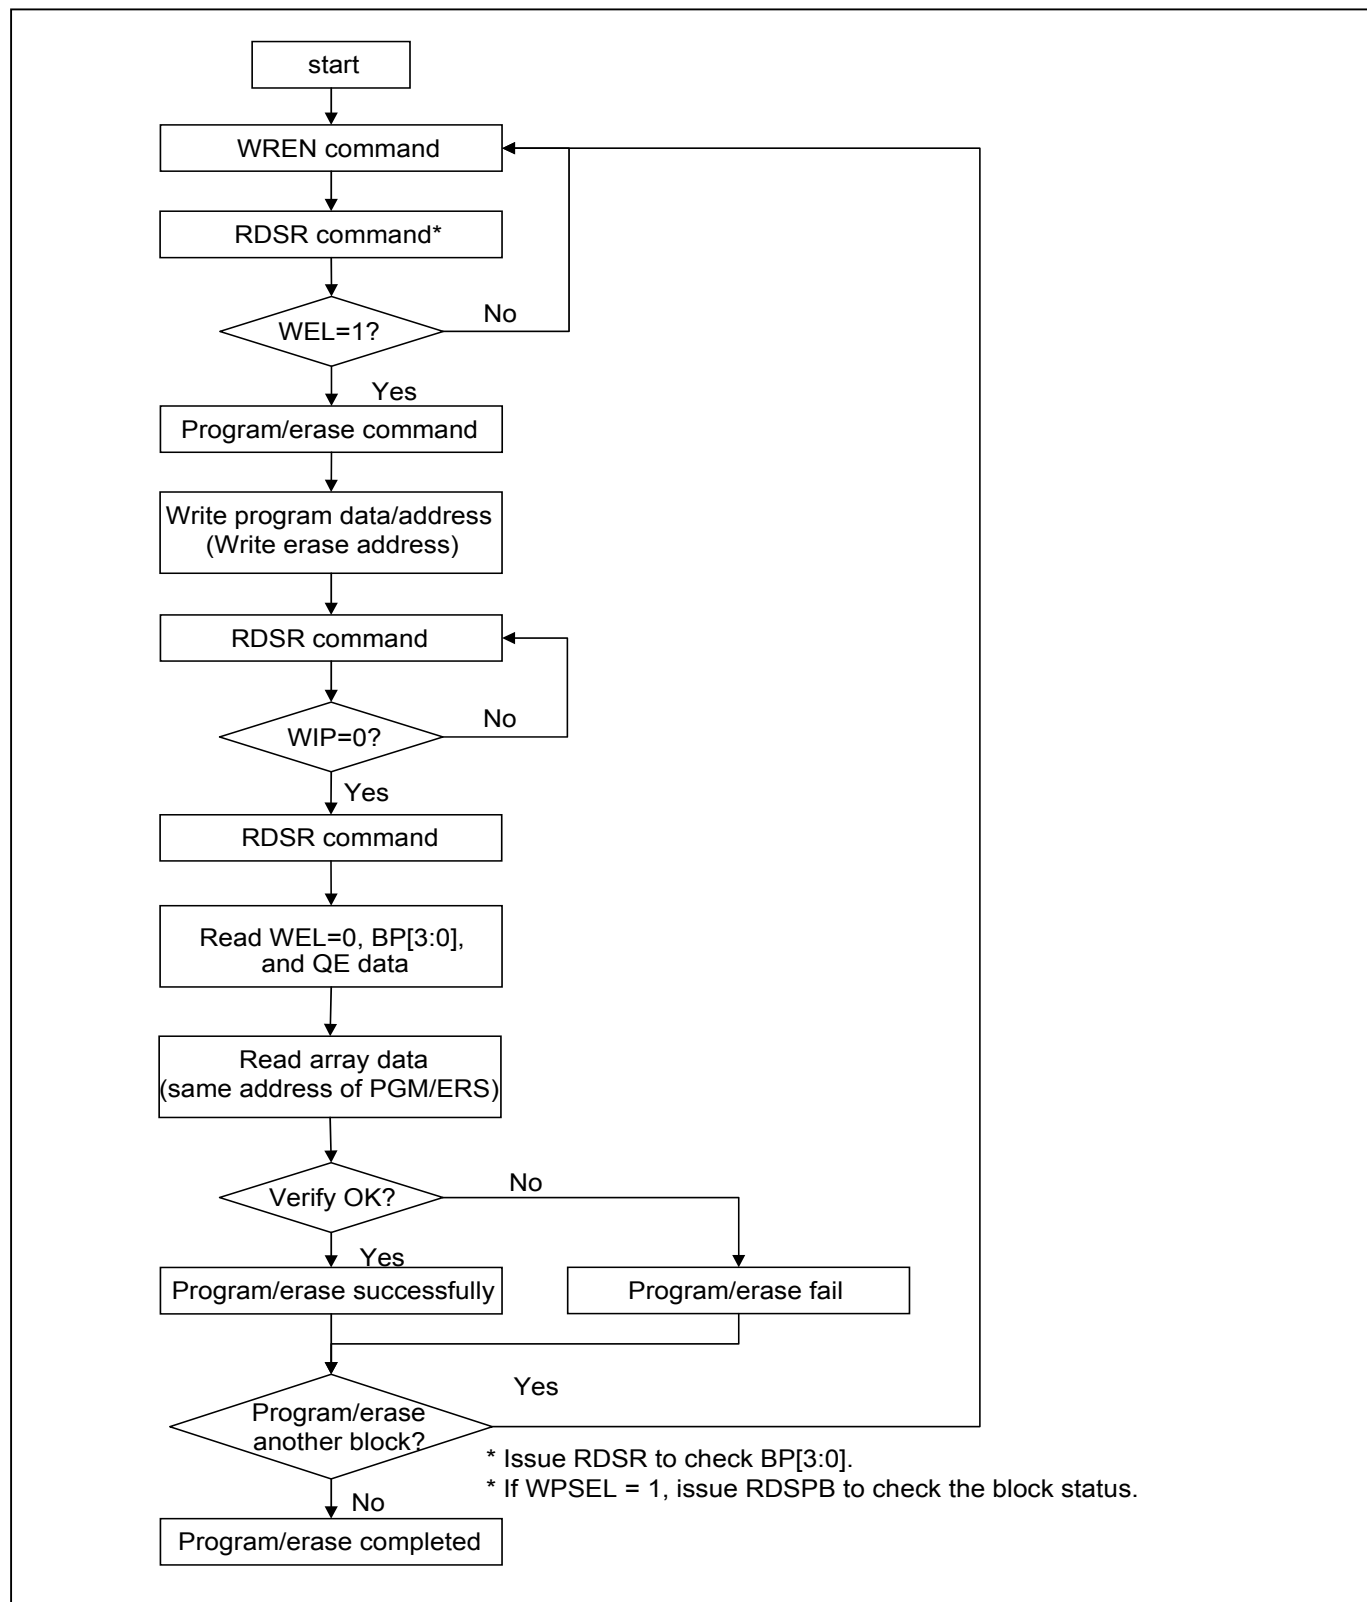 start
WREN command
RDSR command*
WEL=1?
No
Yes
Program/erase command
Write program data/address
(Write erase address)
RDSR command
WIP=0?
No
Yes
RDSR command
Read WEL=0, BP[3:0],
and QE data
Read array data
(same address of PGM/ERS)
Verify OK?
No
Yes
Program/erase successfully
Program/erase fail
Program/erase
another block?
Yes
* Issue RDSR to check BP[3:0].
* If WPSEL = 1, issue RDSPB to check the block status.
No
Program/erase completed